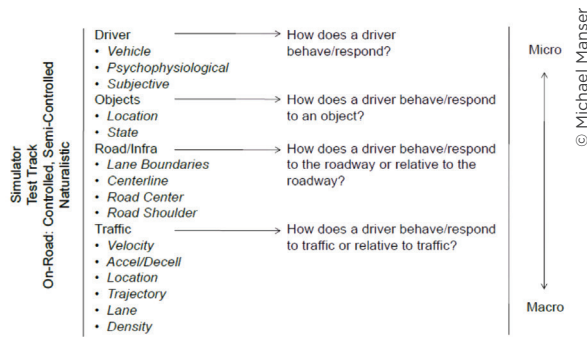 Simulator
Test Track
On-Road: Controlled, Semi-Controlled
Naturalistic
Driver
• Vehicle
• Psychophysiological
• Subjective
Objects
• Location
• State
Road/Infra
• Lane Boundaries
• Centerline
• Road Center
• Road Shoulder
Traffic
• Velocity
• Accel/Decell
• Location
• Trajectory
• Lane
• Density
How does a driver
behave/respond?
How does a driver behave/respond
to an object?
How does a driver behave/respond
to the roadway or relative to the
roadway?
How does a driver behave/respond
to traffic or relative to traffic?
Micro
Macro
© Michael Manser